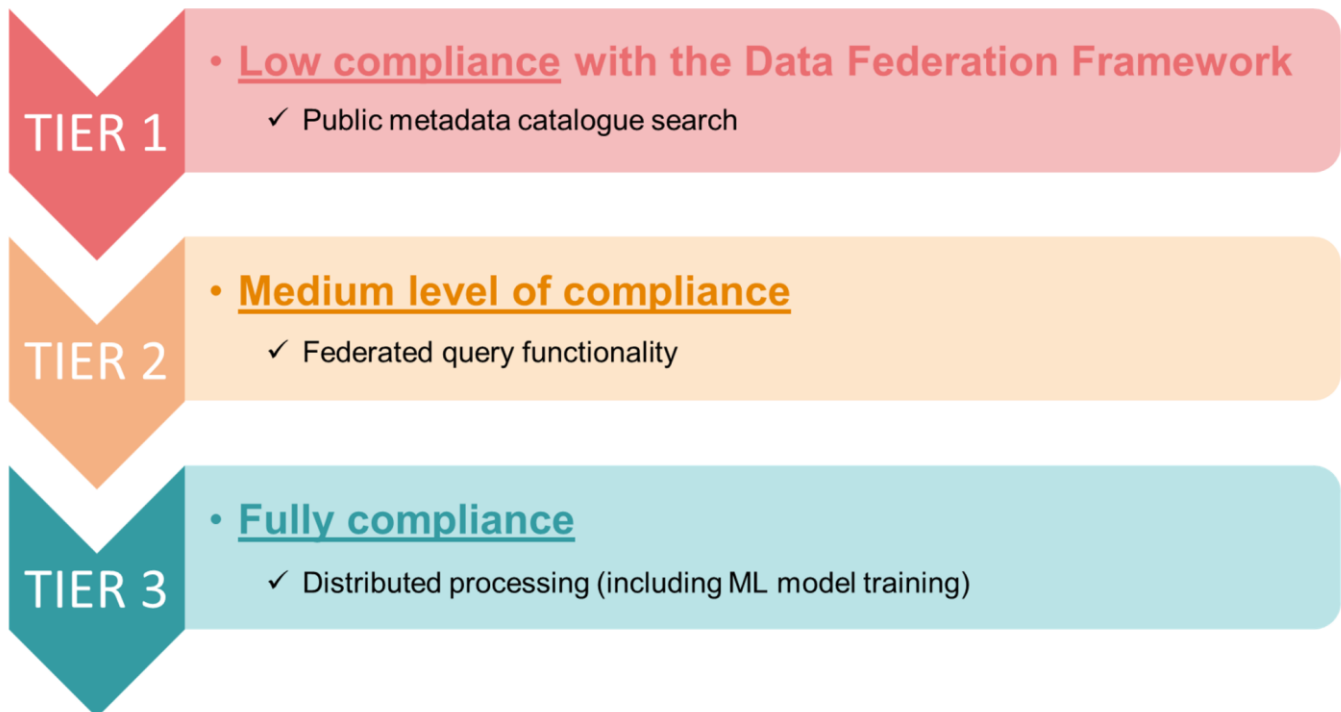 TIER 1
• Low compliance with the Data Federation Framework
✓ Public metadata catalogue search
TIER 2
• Medium level of compliance
✓ Federated query functionality
TIER 3
• Fully compliance
✓ Distributed processing (including ML model training)